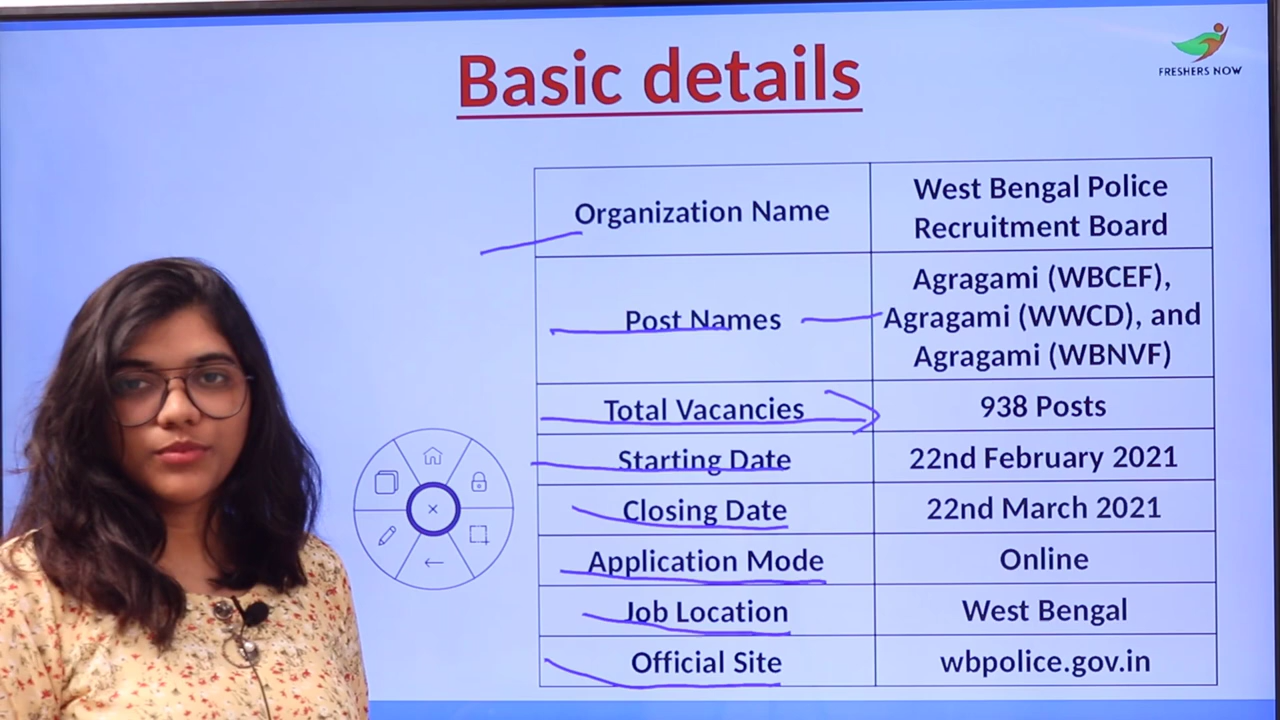 FRESHERS NOW
Basic details
Organization Name
West Bengal Police
Recruitment Board
Post Names
Agragami (WBCEF),
Agragami (WWCD), and
Agragami (WBNVF)
Total Vacancies
938 Posts
Starting Date
22nd February 2021
Closing Date
22nd March 2021
Application Mode
Online
Job Location
West Bengal
Official Site
wbpolice.gov.in